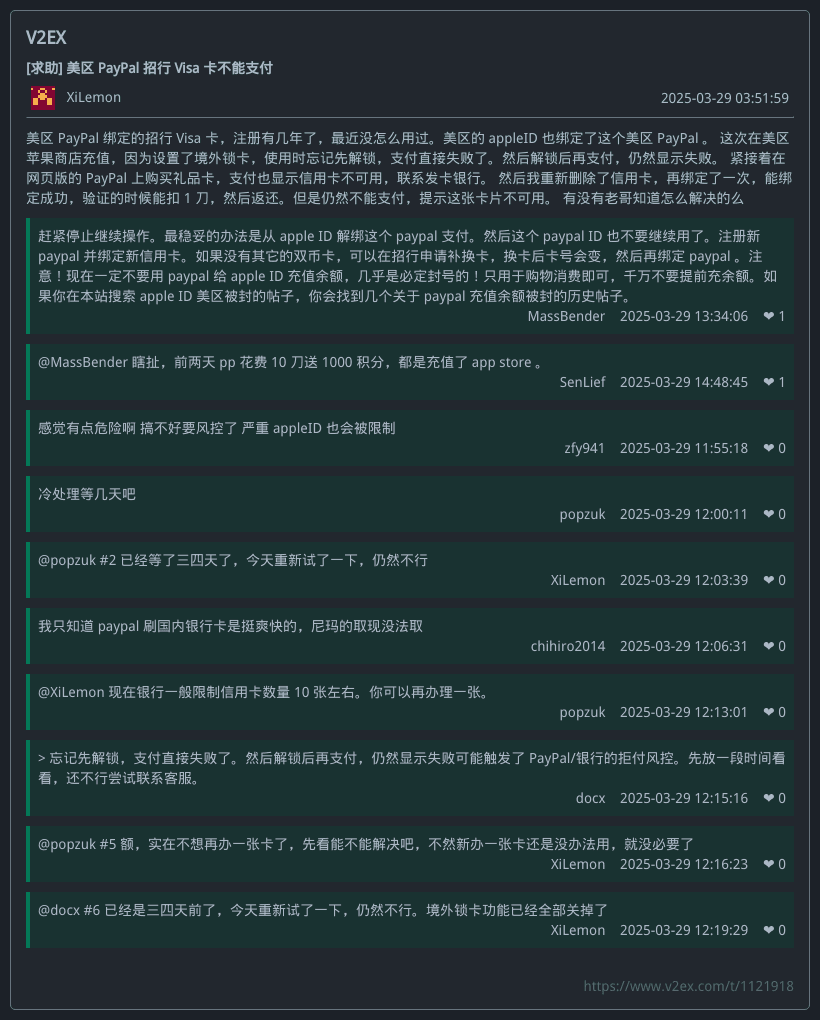 V2EX
[求助] 美区 PayPal 招行 Visa 卡不能支付
XiLemon 2025-03-29 03:51:59
美区 PayPal 绑定的招行 Visa 卡，注册有几年了，最近没怎么用过。美区的 appleID 也绑定了这个美区 PayPal 。 这次在美区
苹果商店充值，因为设置了境外锁卡，使用时忘记先解锁，支付直接失败了。然后解锁后再支付，仍然显示失败。 紧接着在
网页版的 PayPal 上购买礼品卡，支付也显示信用卡不可用，联系发卡银行。 然后我重新删除了信用卡，再绑定了一次，能绑
定成功，验证的时候能扣 1 刀，然后返还。但是仍然不能支付，提示这张卡片不可用。 有没有老哥知道怎么解决的么
赶紧停止继续操作。最稳妥的办法是从 apple ID 解绑这个 paypal 支付。然后这个 paypal ID 也不要继续用了。注册新
paypal 并绑定新信用卡。如果没有其它的双币卡，可以在招行申请补换卡，换卡后卡号会变，然后再绑定 paypal 。注
意！现在一定不要用 paypal 给 apple ID 充值余额，几乎是必定封号的！只用于购物消费即可，千万不要提前充余额。如
果你在本站搜索 apple ID 美区被封的帖子，你会找到几个关于 paypal 充值余额被封的历史帖子。
MassBender 2025-03-29 13:34:06 ❤ 1
@MassBender 瞎扯，前两天 pp 花费 10 刀送 1000 积分，都是充值了 app store 。
SenLief 2025-03-29 14:48:45 ❤ 1
感觉有点危险啊 搞不好要风控了 严重 appleID 也会被限制
zfy941 2025-03-29 11:55:18 ❤ 0
冷处理等几天吧
popzuk 2025-03-29 12:00:11 ❤ 0
@popzuk #2 已经等了三四天了，今天重新试了一下，仍然不行
XiLemon 2025-03-29 12:03:39 ❤ 0
我只知道 paypal 刷国内银行卡是挺爽快的，尼玛的取现没法取
chihiro2014 2025-03-29 12:06:31 ❤ 0
@XiLemon 现在银行一般限制信用卡数量 10 张左右。你可以再办理一张。
popzuk 2025-03-29 12:13:01 ❤ 0
> 忘记先解锁，支付直接失败了。然后解锁后再支付，仍然显示失败可能触发了 PayPal/银行的拒付风控。先放一段时间看
看，还不行尝试联系客服。
docx 2025-03-29 12:15:16 ❤ 0
@popzuk #5 额，实在不想再办一张卡了，先看能不能解决吧，不然新办一张卡还是没办法用，就没必要了
XiLemon 2025-03-29 12:16:23 ❤ 0
@docx #6 已经是三四天前了，今天重新试了一下，仍然不行。境外锁卡功能已经全部关掉了
XiLemon 2025-03-29 12:19:29 ❤ 0
https://www.v2ex.com/t/1121918